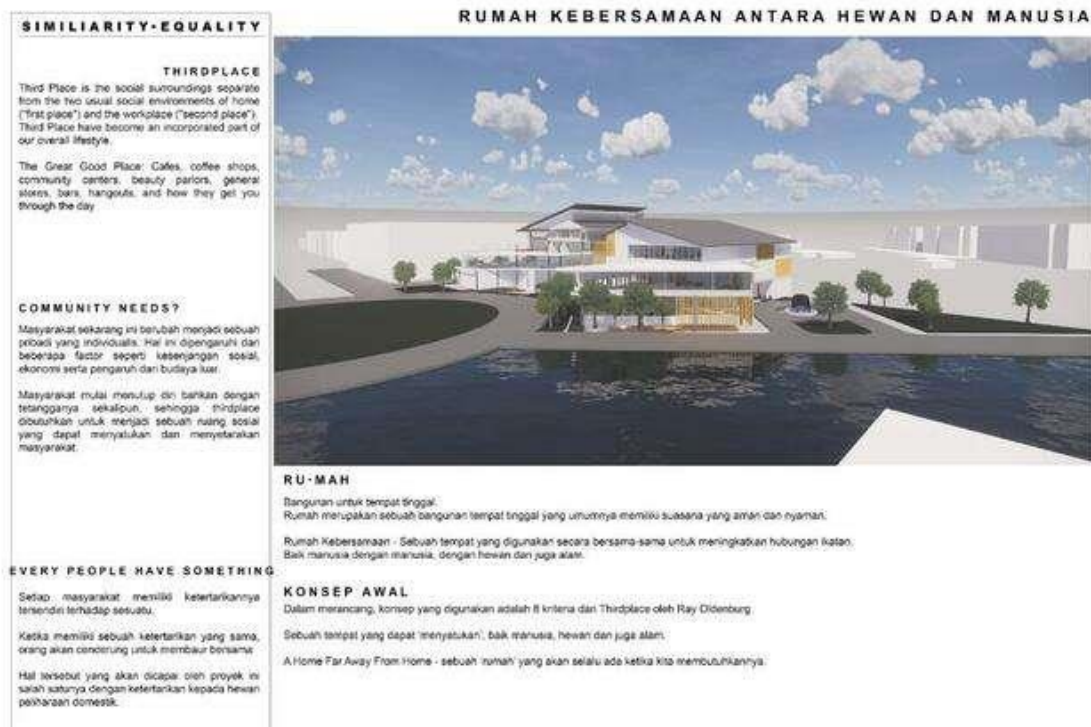 SIMILIARITY-EQUALITY
THIRDPLACE
Third Place is the social surroundings separate
from the two usual social environments of home
("first place") and the workplace ("second place").
Third Place have become an incorporated part of
our overall lifestyle.
The Great Good Place: Cafes, coffee shops,
community centers, beauty parlors, general
stores, bars, hangouts, and how they get you
through the day
COMMUNITY NEEDS?
Masyarakat sekarang ini berubah menjadi sebuah
pribadi yang individualis. Hal ini dipengaruhi dari
beberapa factor seperti kesenjangan sosial,
ekonomi serta pengaruh dari budaya luar.
Masyarakat mulai menutup diri bahkan dengan
tetangganya sekalipun, sehingga thirdplace
dibutuhkan untuk menjadi sebuah ruang sosial
yang dapat menyatukan dan menyetarakan
masyarakat.
EVERY PEOPLE HAVE SOMETHING
Setiap masyarakat memiliki ketertarikannya
tersendiri terhadap sesuatu.
Ketika memiliki sebuah ketertarikan yang sama,
orang akan cenderung untuk membaur bersama
Hal tersebut yang akan dicapai oleh proyek ini
salah satunya dengan ketertarikan kepada hewan
peliharaan domestik.
RUMAH KEBERSAMAAN ANTARA HEWAN DAN MANUSIA
RU-MAH
Bangunan untuk tempat tinggal.
Rumah merupakan sebuah bangunan tempat tinggal yang umumnya memiliki suasana yang aman dan nyaman.
Rumah Kebersamaan - Sebuah tempat yang digunakan secara bersama-sama untuk meningkatkan hubungan ikatan.
Baik manusia dengan manusia, dengan hewan dan juga alam.
KONSEP AWAL
Dalam merancang, konsep yang digunakan adalah 8 kriteria dari Thirdplace oleh Ray Oldenburg
Sebuah tempat yang dapat 'menyatukan', baik manusia, hewan dan juga alam.
A Home Far Away From Home - sebuah 'rumah' yang akan selalu ada ketika kita membutuhkannya.